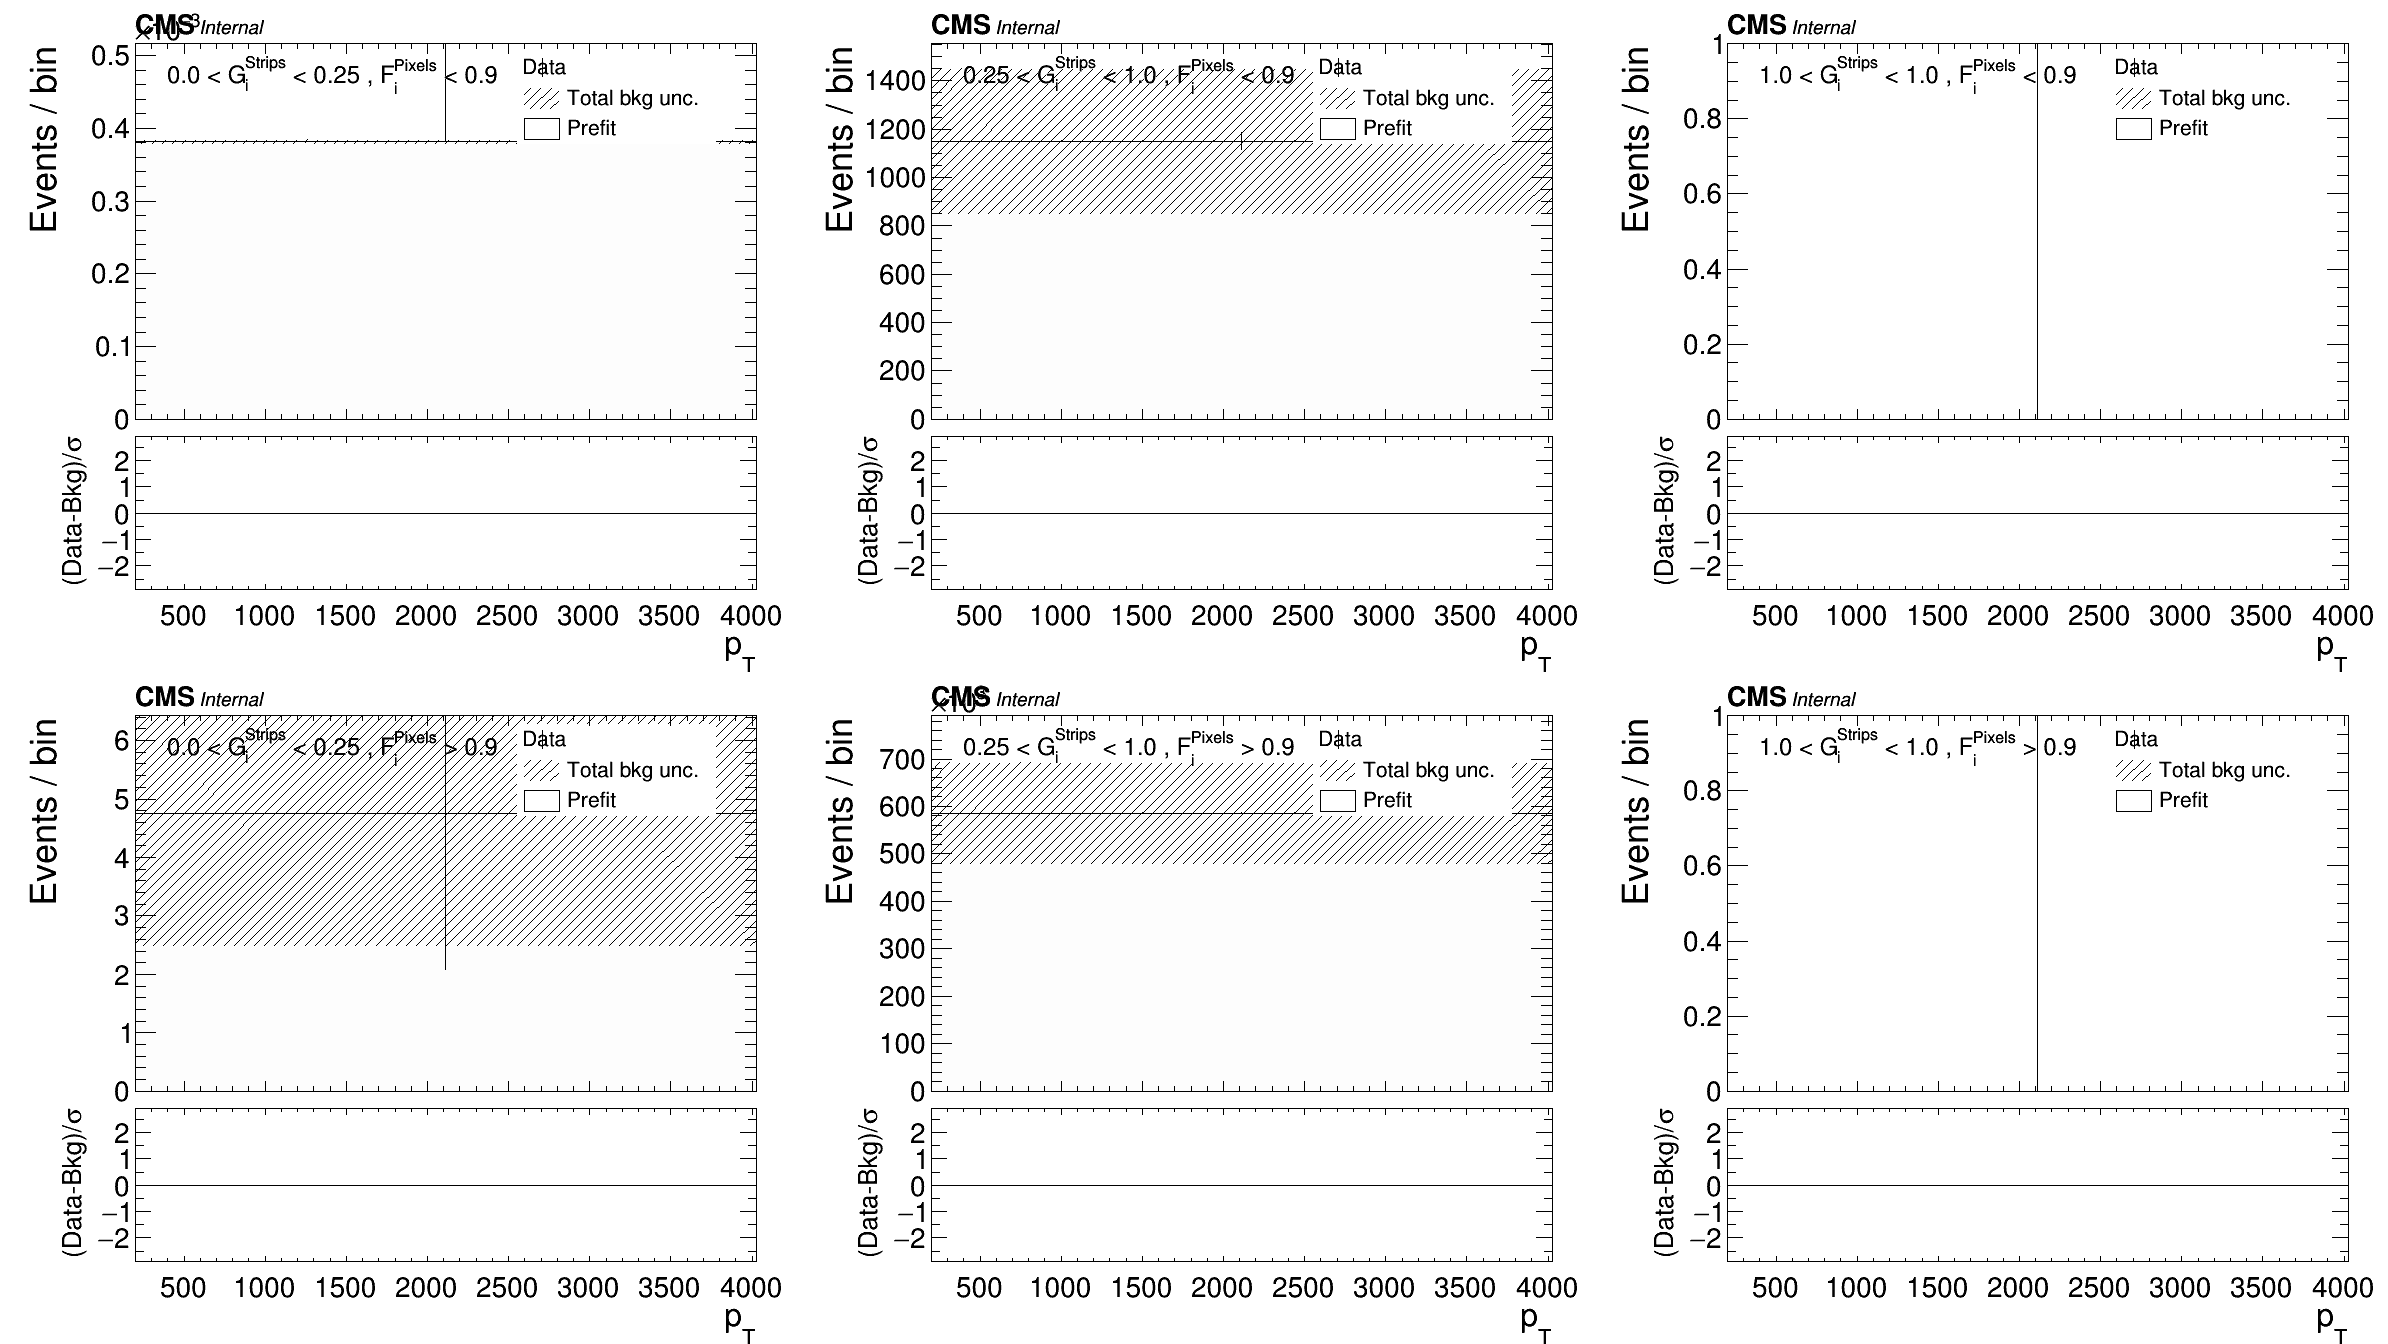 CMS Internal
×10⁻³
Events / bin
0.0 < G_i^Strips < 0.25 , F_i^Pixels < 0.9
Data
Total bkg unc.
Prefit
0.5
0.4
0.3
0.2
0.1
0
(Data-Bkg)/σ
2
1
0
−1
−2
500 1000 1500 2000 2500 3000 3500 4000
p_T
CMS Internal
Events / bin
0.25 < G_i^Strips < 1.0 , F_i^Pixels < 0.9
Data
Total bkg unc.
Prefit
1400
1200
1000
800
600
400
200
0
(Data-Bkg)/σ
2
1
0
−1
−2
500 1000 1500 2000 2500 3000 3500 4000
p_T
CMS Internal
Events / bin
1.0 < G_i^Strips < 1.0 , F_i^Pixels < 0.9
Data
Total bkg unc.
Prefit
1
0.8
0.6
0.4
0.2
0
(Data-Bkg)/σ
2
1
0
−1
−2
500 1000 1500 2000 2500 3000 3500 4000
p_T
CMS Internal
Events / bin
0.0 < G_i^Strips < 0.25 , F_i^Pixels > 0.9
Data
Total bkg unc.
Prefit
6
5
4
3
2
1
0
(Data-Bkg)/σ
2
1
0
−1
−2
500 1000 1500 2000 2500 3000 3500 4000
p_T
CMS Internal
Events / bin
0.25 < G_i^Strips < 1.0 , F_i^Pixels > 0.9
Data
Total bkg unc.
Prefit
700
600
500
400
300
200
100
0
(Data-Bkg)/σ
2
1
0
−1
−2
500 1000 1500 2000 2500 3000 3500 4000
p_T
CMS Internal
Events / bin
1.0 < G_i^Strips < 1.0 , F_i^Pixels > 0.9
Data
Total bkg unc.
Prefit
1
0.8
0.6
0.4
0.2
0
(Data-Bkg)/σ
2
1
0
−1
−2
500 1000 1500 2000 2500 3000 3500 4000
p_T